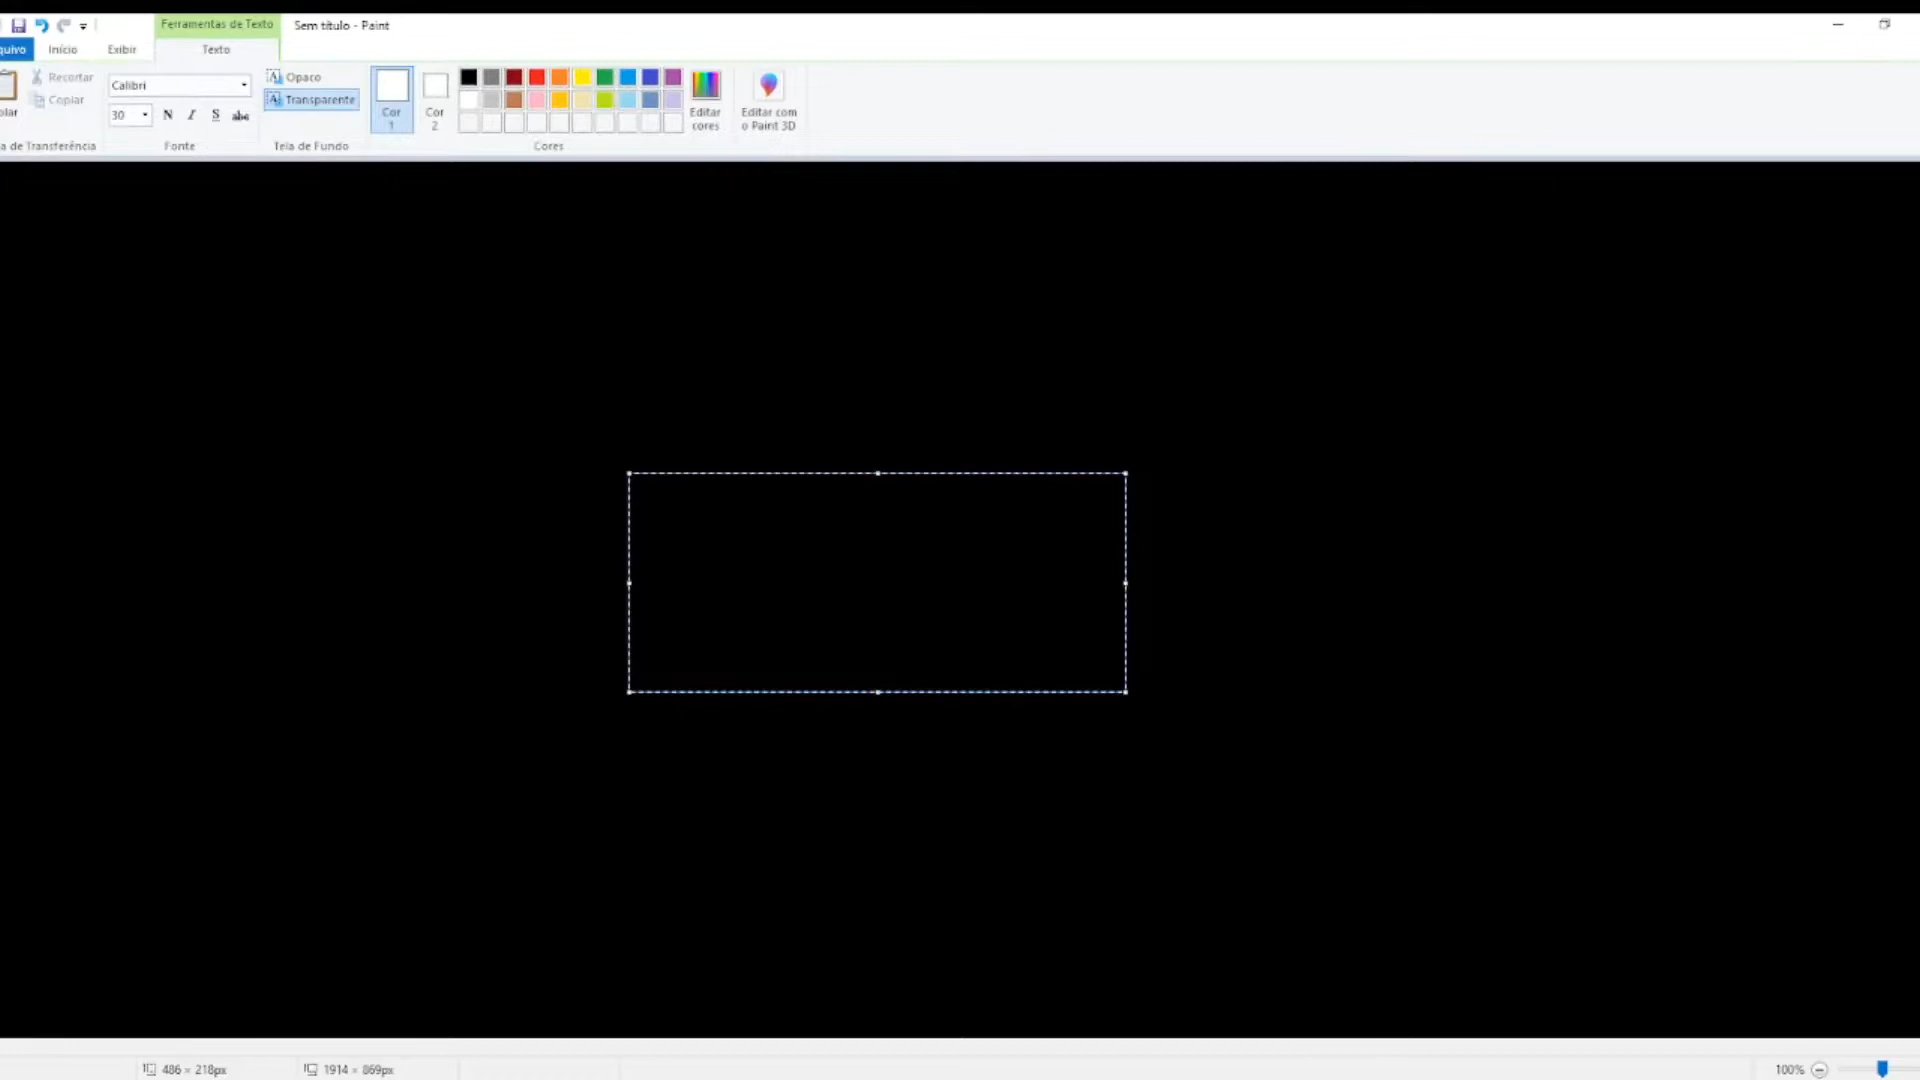 Ferramentas de Texto
Sem título - Paint
quivo
Início
Exibir
Texto
Recortar
Copiar
olar
Calibri
30
N I S abc
Opaco
Transparente
Cor
1
Cor
2
Editar
cores
Editar com
o Paint 3D
a de Transferência
Fonte
Tela de Fundo
Cores
486 × 218px
1914 × 869px
100%